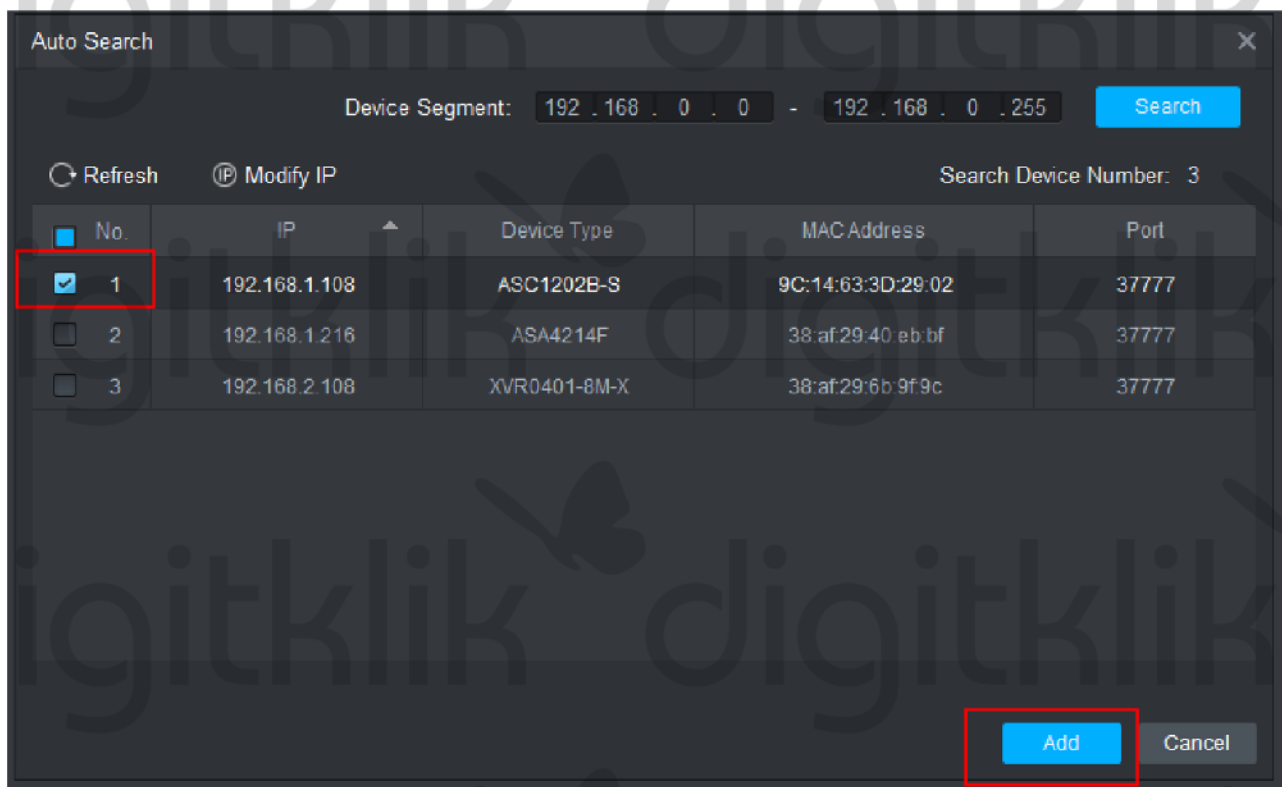 Auto Search
Device Segment: 192 . 168 . 0 . 0 - 192 . 168 . 0 . 255 Search
Refresh Modify IP Search Device Number: 3
No. IP Device Type MAC Address Port
1 192.168.1.108 ASC1202B-S 9C:14:63:3D:29:02 37777
2 192.168.1.216 ASA4214F 38:af:29:40:eb:bf 37777
3 192.168.2.108 XVR0401-8M-X 38:af:29:6b:9f:9c 37777
digitklik digitklik
Add Cancel